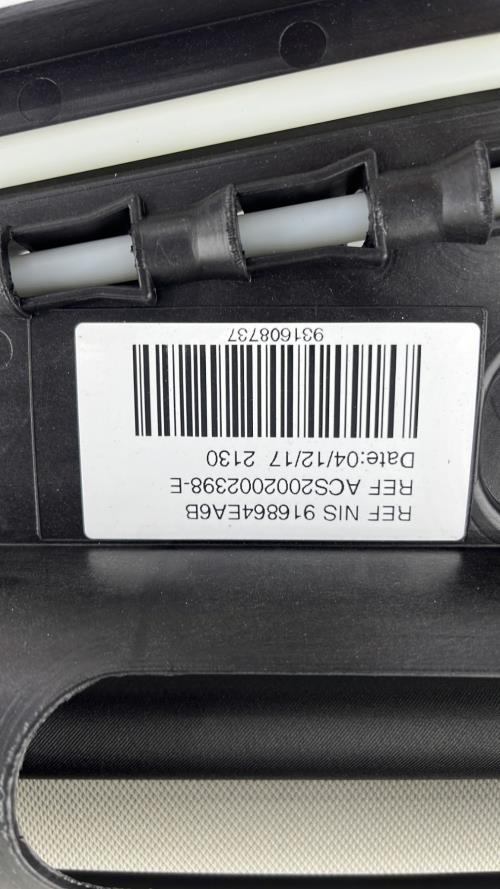 REF NIS 916864EA6B
REF ACS2002002398-E
Date:04/12/17 2130
931608737